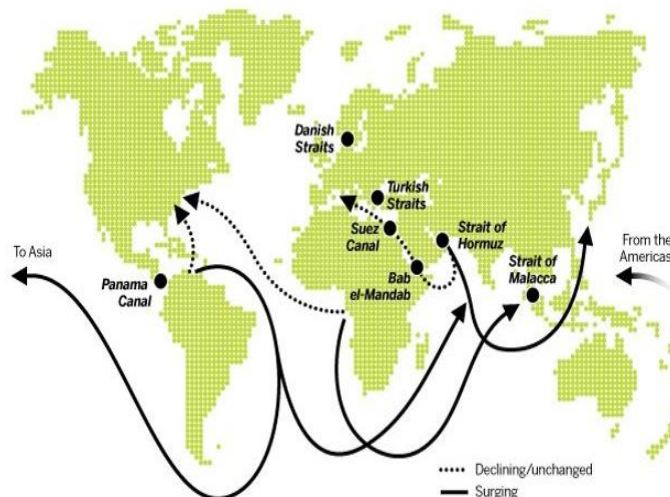 Danish
Straits
Turkish
Straits
Suez
Canal
Strait of
Hormuz
To Asia
Panama
Canal
Bab
el-Mandab
Strait of
Malacca
From the
Americas
Declining/unchanged
Surging